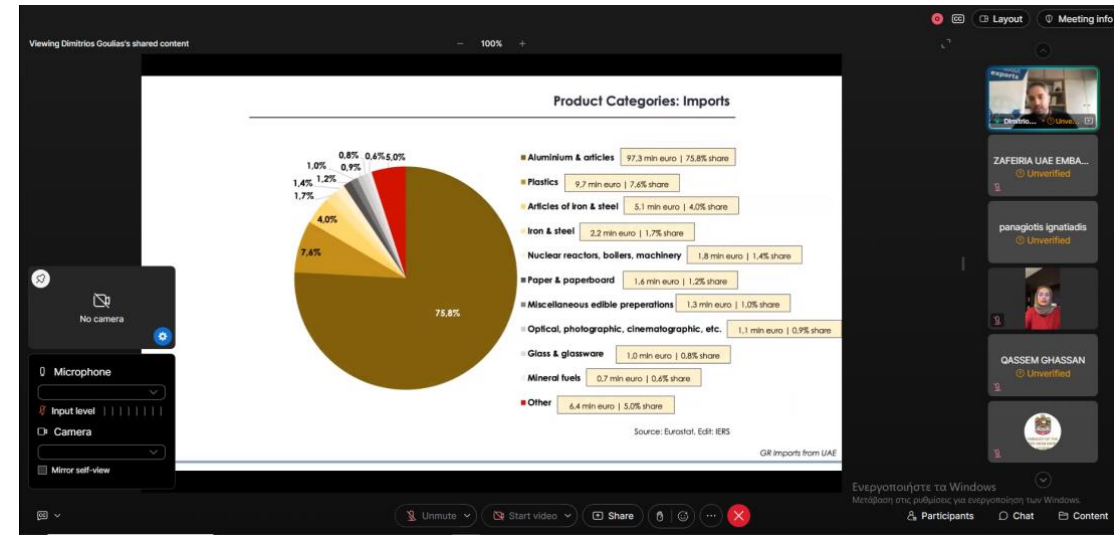 CC
Layout
Meeting info
Viewing Dimitrios Goulias's shared content
— 100% +
Product Categories: Imports
0,8%
0,6%
5,0%
1,0%
0,9%
1,4%
1,2%
1,7%
4,0%
7,6%
75,8%
Aluminium & articles 97,3 mln euro | 75,8% share
Plastics 9,7 mln euro | 7,6% share
Articles of iron & steel 5,1 mln euro | 4,0% share
Iron & steel 2,2 mln euro | 1,7% share
Nuclear reactors, boilers, machinery 1,8 mln euro | 1,4% share
Paper & paperboard 1,6 mln euro | 1,2% share
Miscellaneous edible preperations 1,3 mln euro | 1,0% share
Optical, photographic, cinematographic, etc. 1,1 mln euro | 0,9% share
Glass & glassware 1,0 mln euro | 0,8% share
Mineral fuels 0,7 mln euro | 0,6% share
Other 6,4 mln euro | 5,0% share
Source: Eurostat, Edit: IERS
GR Imports from UAE
No camera
Microphone
Input level
Camera
Mirror self-view
exports
Dimitrio... Unve...
ZAFEIRIA UAE EMBA...
Unverified
panagiotis ignatiadis
Unverified
QASSEM GHASSAN
Unverified
Ενεργοποιήστε τα Windows
Μετάβαση στις ρυθμίσεις για ενεργοποίηση των Windows.
CC
Unmute
Start video
Share
Participants
Chat
Content